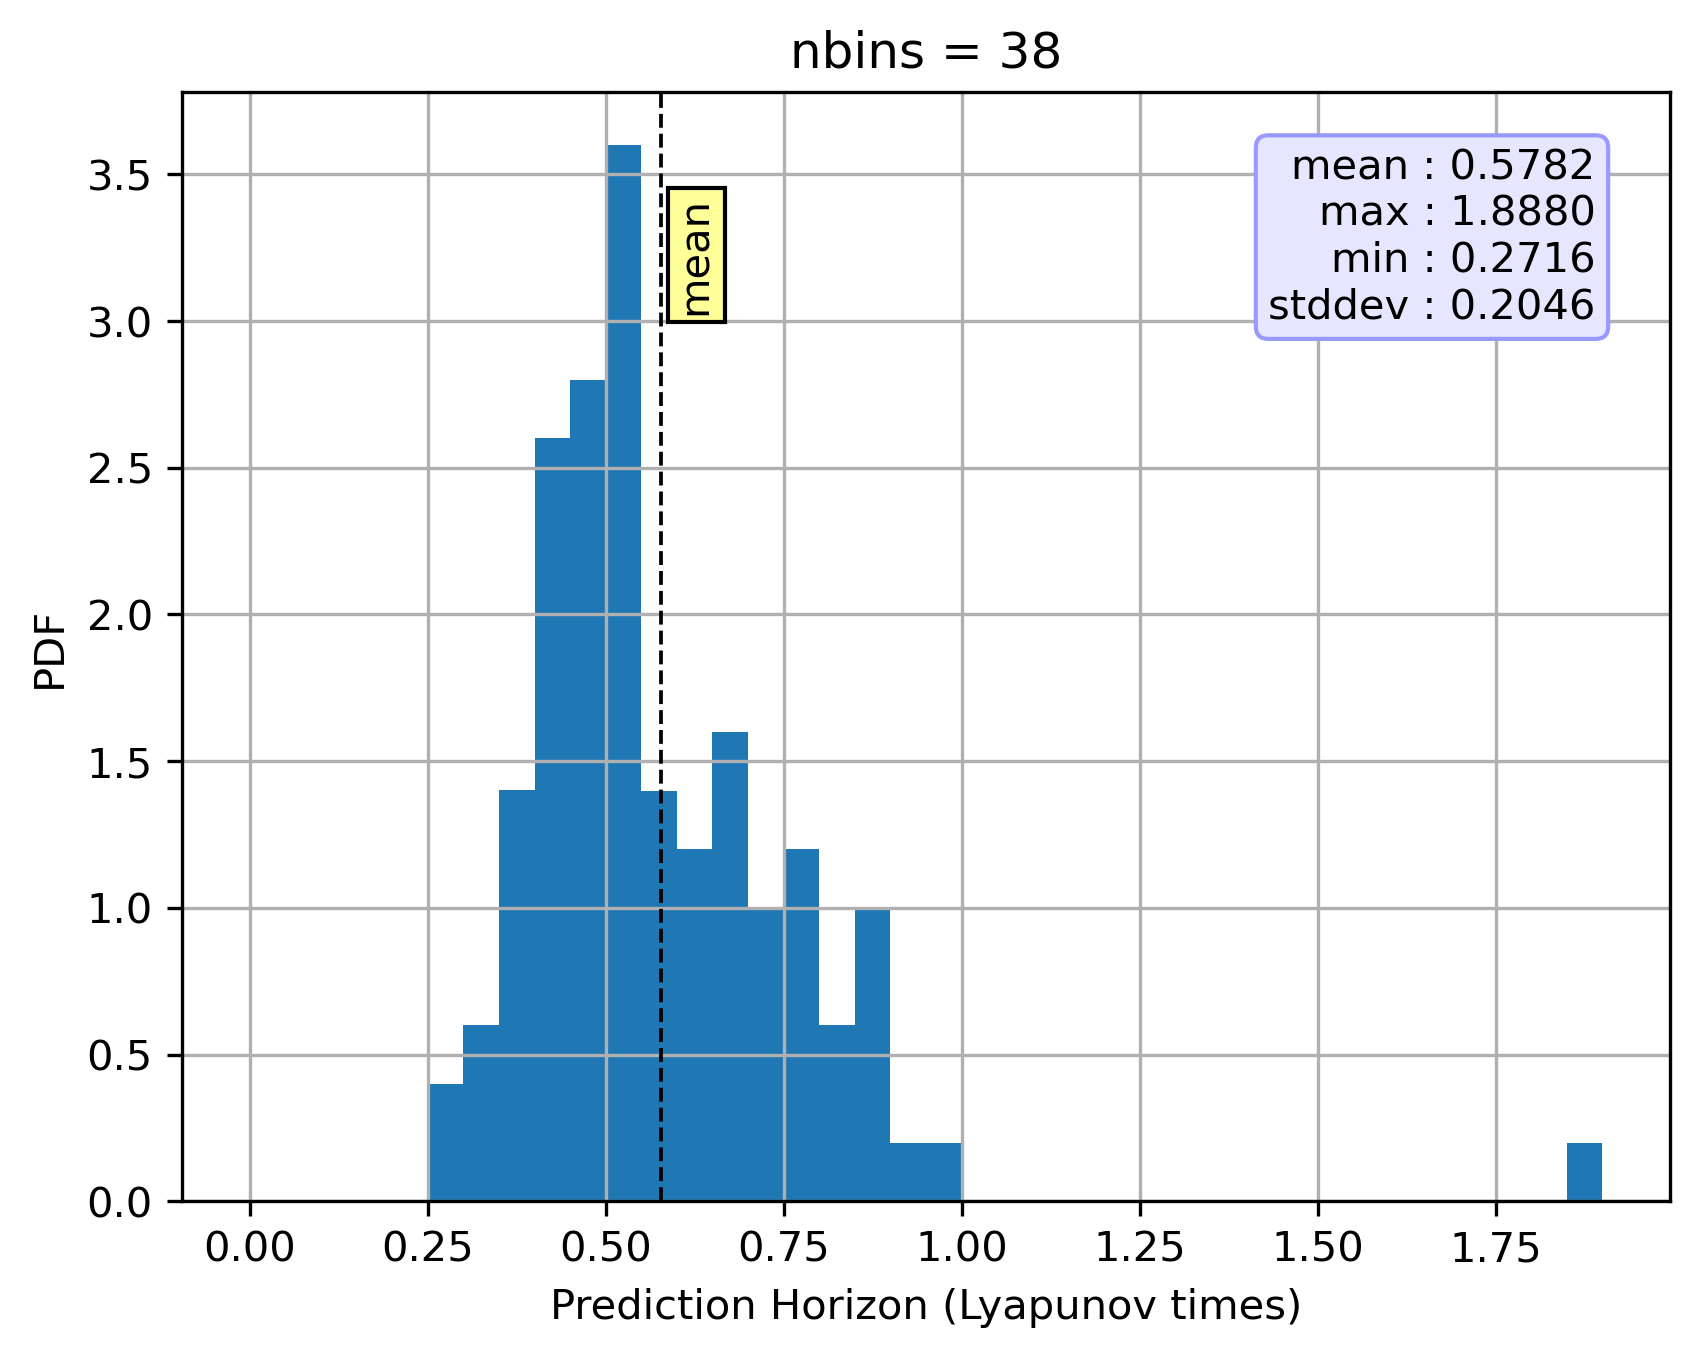 nbins = 38
mean : 0.5782
max : 1.8880
min : 0.2716
stddev : 0.2046
mean
PDF
3.5
3.0
2.5
2.0
1.5
1.0
0.5
0.0
0.00 0.25 0.50 0.75 1.00 1.25 1.50 1.75
Prediction Horizon (Lyapunov times)